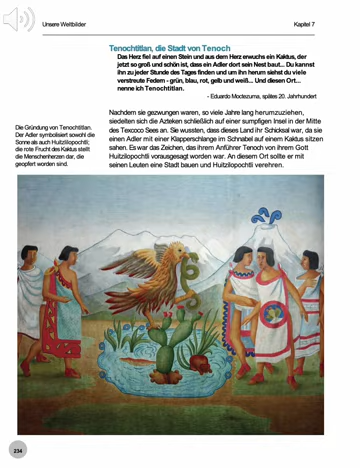 Unsere Weltbilder
Kapitel 7
Tenochtitlan, die Stadt von Tenoch
Das Herz fiel auf einen Stein und aus dem Herz erwuchs ein Kaktus, der
jetzt so groß und schön ist, dass ein Adler dort sein Nest baut... Du kannst
ihn zu jeder Stunde des Tages finden und um ihn herum siehst du viele
verstreute Federn - grün, blau, rot, gelb und weiß... Und diesen Ort...
nenne ich Tenochtitlan.
- Eduardo Moctezuma, spätes 20. Jahrhundert
Nachdem sie gezwungen waren, so viele Jahre lang herumzuziehen,
siedelten sich die Azteken schließlich auf einer sumpfigen Insel in der Mitte
des Texcoco Sees an. Sie wussten, dass dieses Land ihr Schicksal war, da sie
einen Adler mit einer Klapperschlange im Schnabel auf einem Kaktus sitzen
sahen. Es war das Zeichen, das ihrem Anführer Tenoch von ihrem Gott
Huitzilopochtli vorausgesagt worden war. An diesem Ort sollte er mit
seinen Leuten eine Stadt bauen und Huitzilopochtli verehren.
Die Gründung von Tenochtitlan.
Der Adler symbolisiert sowohl die
Sonne als auch Huitzilopochtli;
die rote Frucht des Kaktus stellt
die Menschenherzen dar, die
geopfert worden sind.
234